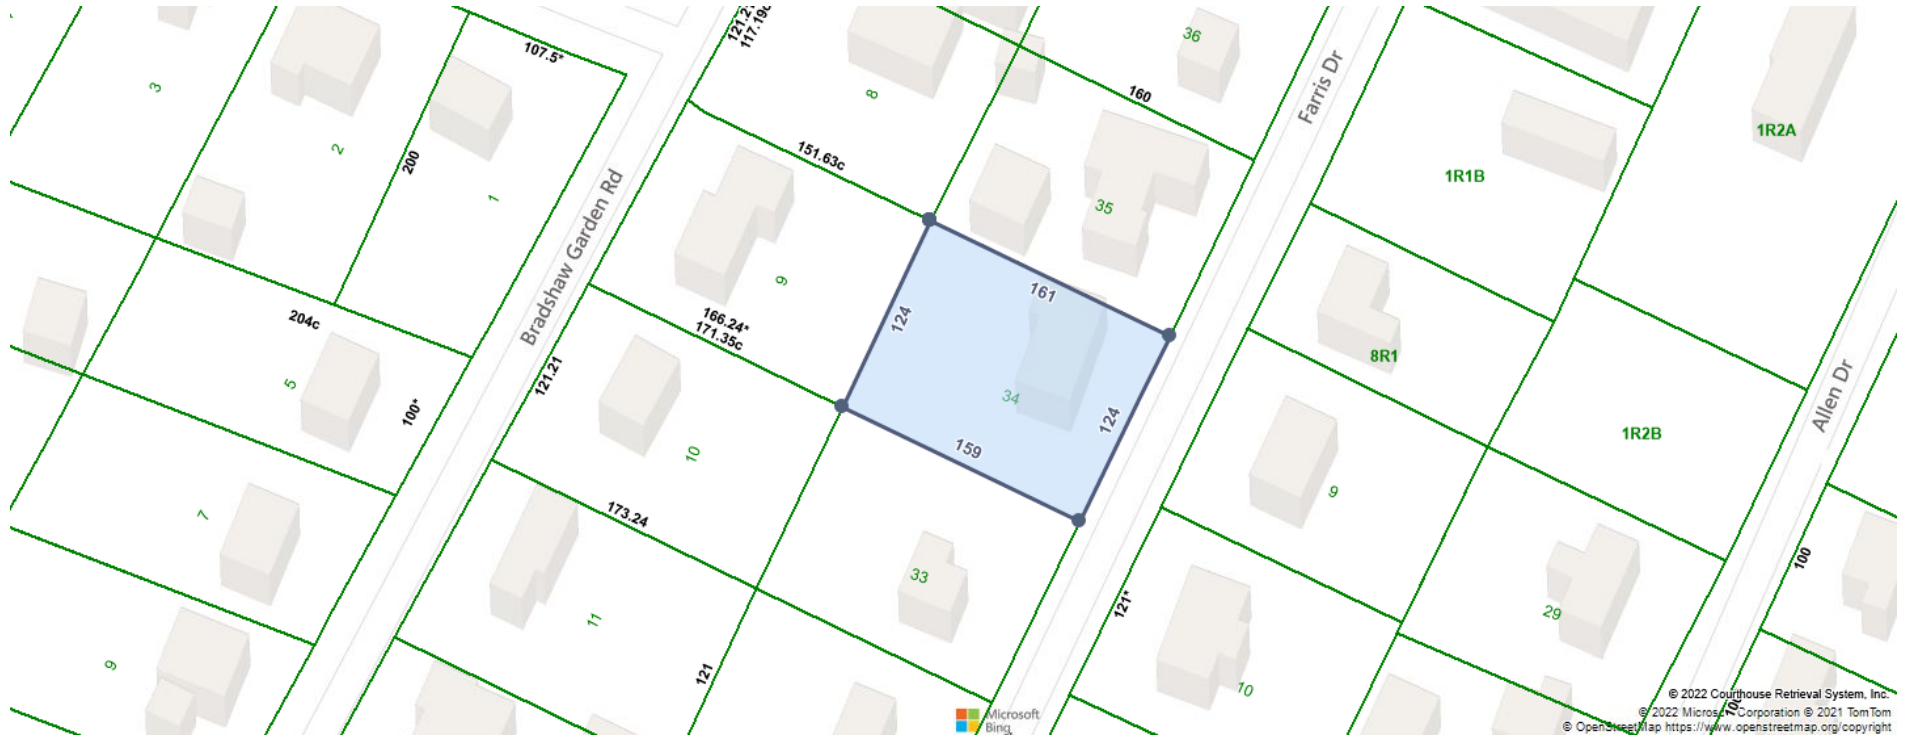 107.5*
121.21
117.19c
36
3
8
160
Farris Dr
1R2A
2
200
151.63c
1R1B
1
Bradshaw Garden Rd
35
9
161
124
204c
166.24*
171.35c
8R1
5
121.21
100*
34
124
Allen Dr
159
1R2B
10
9
7
173.24
33
100
11
121*
29
9
121
10
© 2022 Courthouse Retrieval System, Inc.
Microsoft
Bing
© 2022 Microsoft Corporation © 2021 TomTom
© OpenStreetMap https://www.openstreetmap.org/copyright